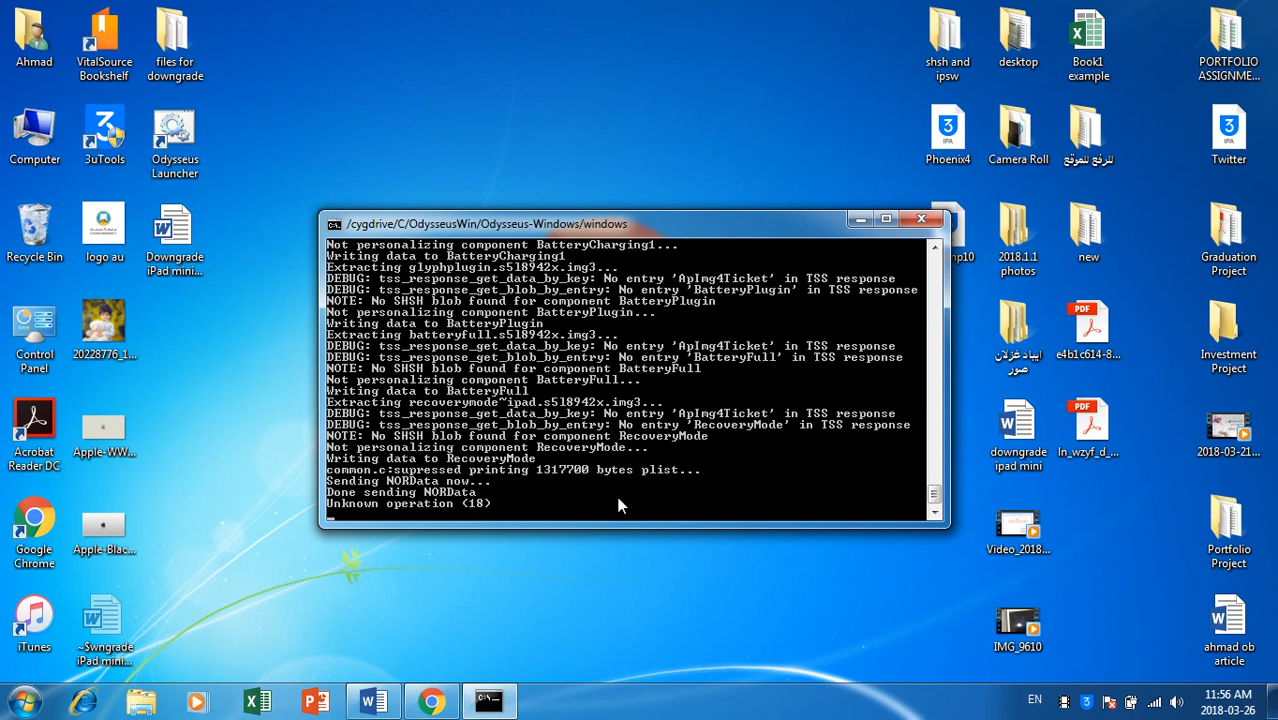 Ahmad
VitalSource
Bookshelf
files for
downgrade
shsh and
ipsw
desktop
Book1
example
PORTFOLIO
ASSIGNME...
Computer
3uTools
Odysseus
Launcher
Phoenix4
Camera Roll
للرفع للموقع
Twitter
Recycle Bin
logo au
Downgrade
iPad mini...
2018.1.1
photos
new
Graduation
Project
/cygdrive/C/OdysseusWin/Odysseus-Windows/windows
Not personalizing component BatteryCharging1...
Writing data to BatteryCharging1
Extracting glyphplugin.s5l8942x.img3...
DEBUG: tss_response_get_data_by_key: No entry 'ApImg4Ticket' in TSS response
DEBUG: tss_response_get_blob_by_entry: No entry 'BatteryPlugin' in TSS response
NOTE: No SHSH blob found for component BatteryPlugin
Not personalizing component BatteryPlugin...
Writing data to BatteryPlugin
Extracting batteryfull.s5l8942x.img3...
DEBUG: tss_response_get_data_by_key: No entry 'ApImg4Ticket' in TSS response
DEBUG: tss_response_get_blob_by_entry: No entry 'BatteryFull' in TSS response
NOTE: No SHSH blob found for component BatteryFull
Not personalizing component BatteryFull...
Writing data to BatteryFull
Extracting recoverymode~ipad.s5l8942x.img3...
DEBUG: tss_response_get_data_by_key: No entry 'ApImg4Ticket' in TSS response
DEBUG: tss_response_get_blob_by_entry: No entry 'RecoveryMode' in TSS response
NOTE: No SHSH blob found for component RecoveryMode
Not personalizing component RecoveryMode...
Writing data to RecoveryMode
common.c:supressed printing 1317700 bytes plist...
Sending NORData now...
Done sending NORData
Unknown operation (18)
Control
Panel
20228776_1...
ايباد غزلان
صور
e4b1c614-8...
Investment
Project
Acrobat
Reader DC
Apple-WW...
downgrade
ipad mini
ln_wzyf_d_...
2018-03-21...
Google
Chrome
Apple-Blac...
Video_2018...
Portfolio
Project
iTunes
~$wngrade
iPad mini...
IMG_9610
ahmad ob
article
EN
11:56 AM
2018-03-26